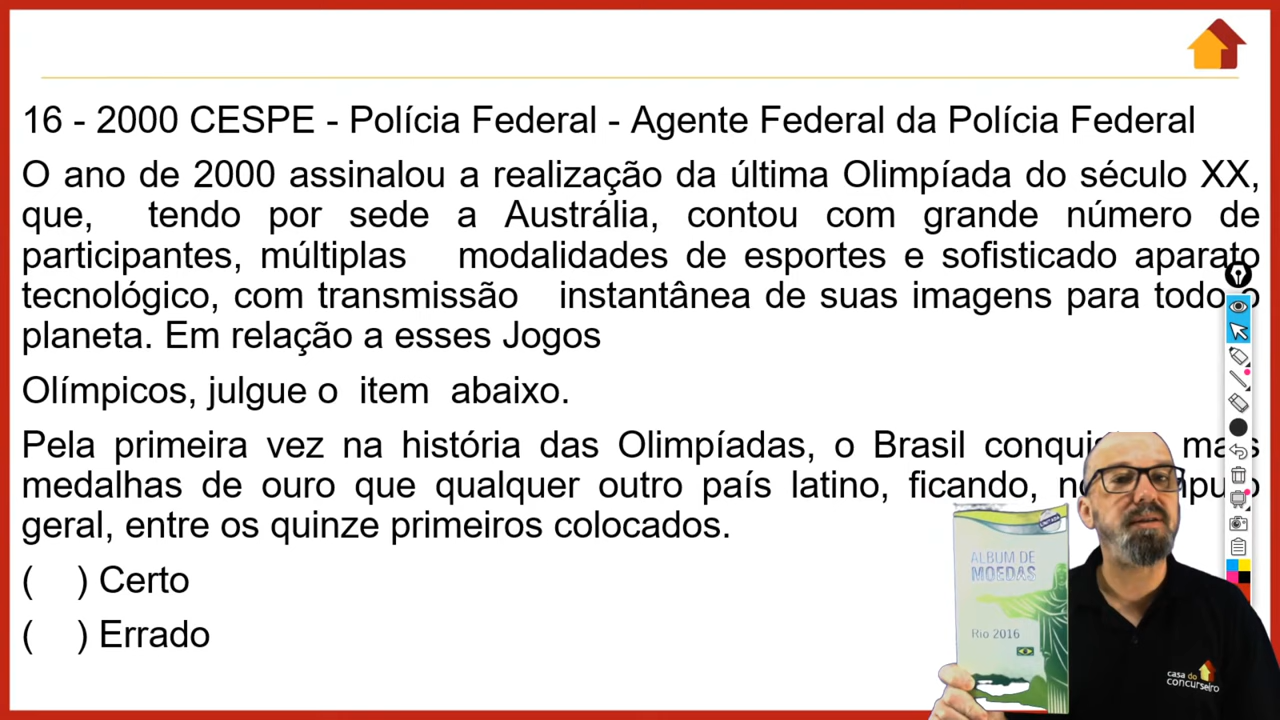 16 - 2000 CESPE - Polícia Federal - Agente Federal da Polícia Federal
O ano de 2000 assinalou a realização da última Olimpíada do século XX,
que, tendo por sede a Austrália, contou com grande número de
participantes, múltiplas modalidades de esportes e sofisticado aparato
tecnológico, com transmissão instantânea de suas imagens para todo o
planeta. Em relação a esses Jogos
Olímpicos, julgue o item abaixo.
Pela primeira vez na história das Olimpíadas, o Brasil mais
medalhas de ouro que qualquer outro país latino, ficando,
geral, entre os quinze primeiros colocados.
( ) Certo
( ) Errado
ALBUM DE
MOEDAS
Rio 2016
casa do
concurseiro